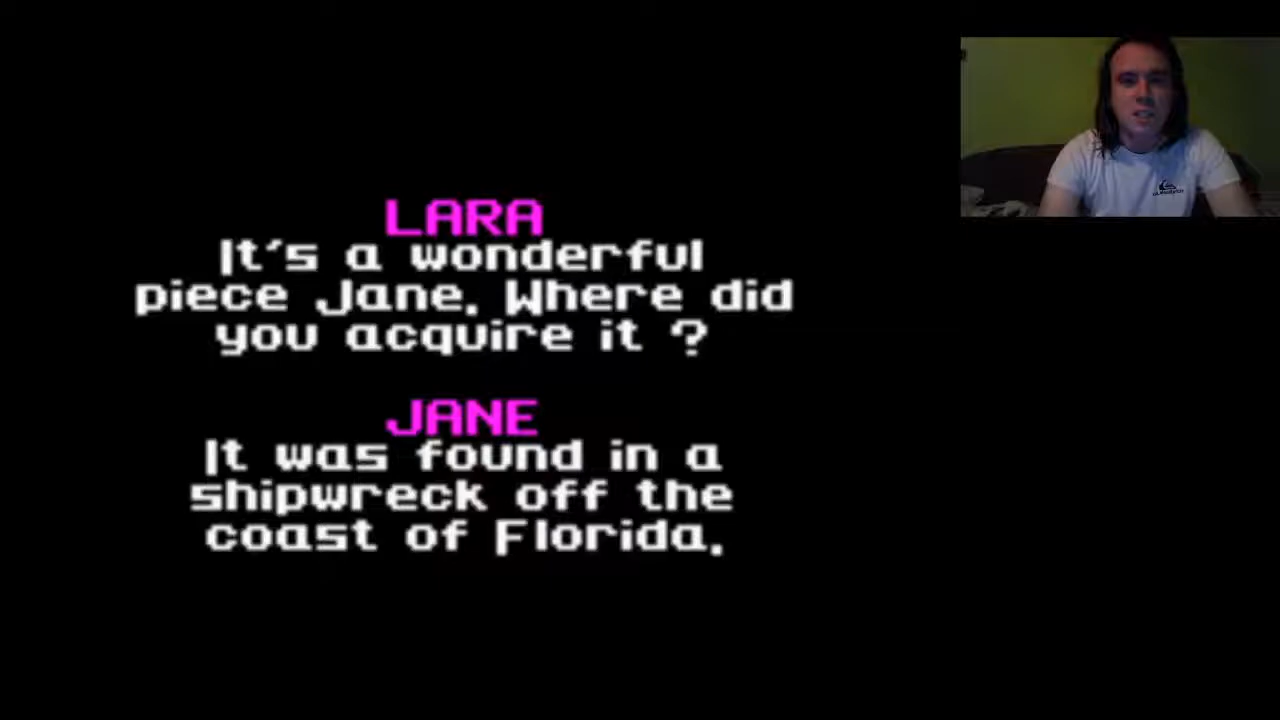 LARA
It's a wonderful
piece Jane. Where did
you acquire it ?
JANE
It was found in a
shipwreck off the
coast of Florida.